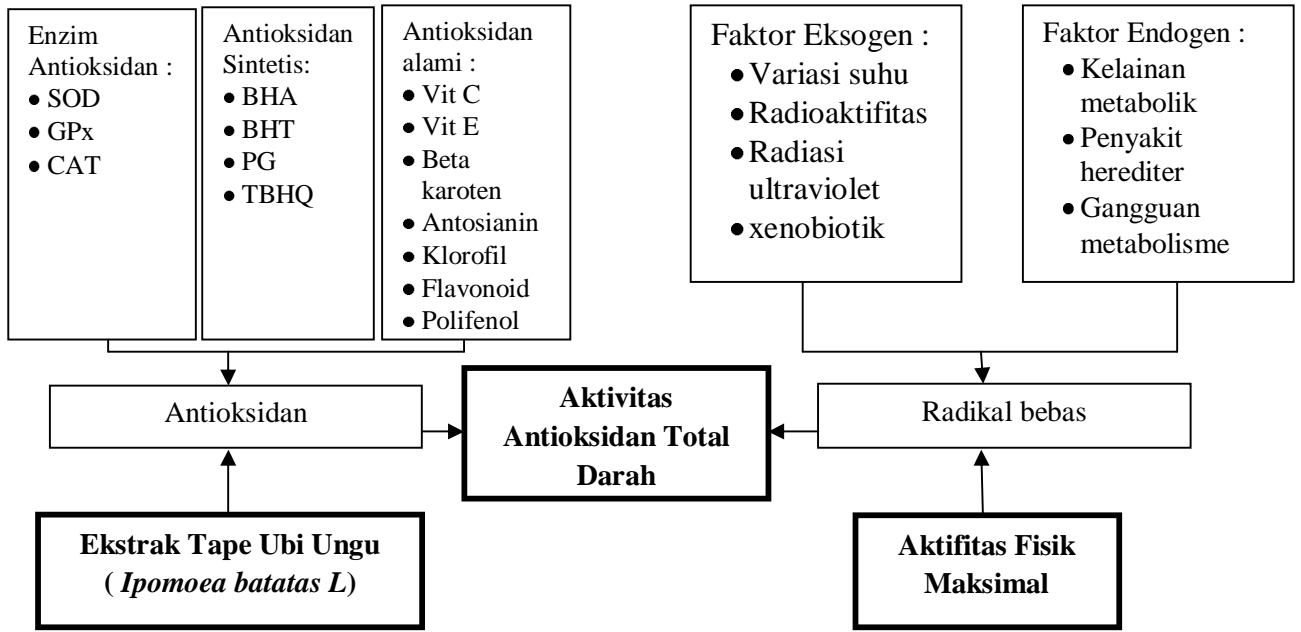 Enzim
Antioksidan :
• SOD
• GPx
• CAT
Antioksidan
Sintetis:
• BHA
• BHT
• PG
• TBHQ
Antioksidan
alami :
• Vit C
• Vit E
• Beta
karoten
• Antosianin
• Klorofil
• Flavonoid
• Polifenol
Faktor Eksogen :
• Variasi suhu
• Radioaktifitas
• Radiasi
ultraviolet
• xenobiotik
Faktor Endogen :
• Kelainan
metabolik
• Penyakit
herediter
• Gangguan
metabolisme
Antioksidan
Aktivitas
Antioksidan Total
Darah
Radikal bebas
Ekstrak Tape Ubi Ungu
( Ipomoea batatas L)
Aktifitas Fisik
Maksimal